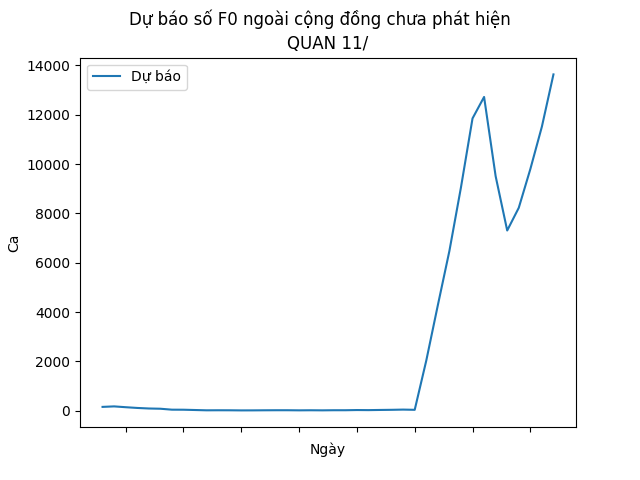 Dự báo số F0 ngoài cộng đồng chưa phát hiện
QUAN 11/
14000
12000
10000
8000
6000
4000
2000
0
Dự báo
Ca
Ngày